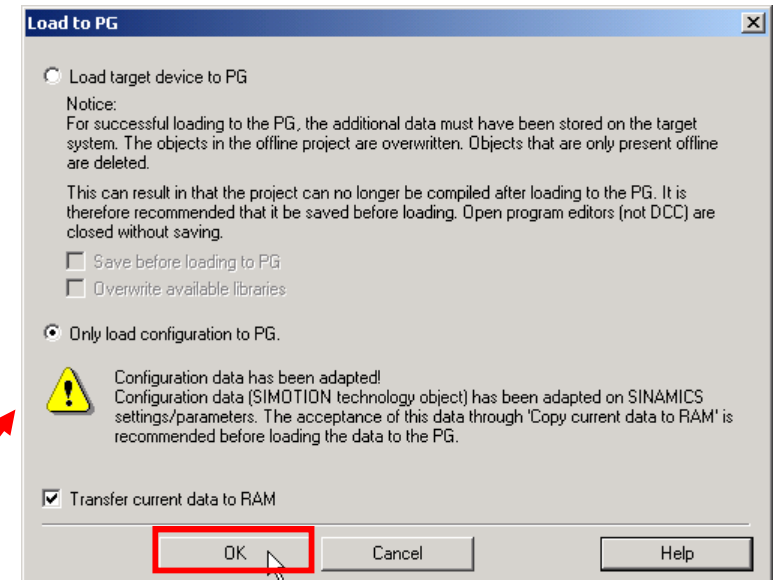 Load to PG
Load target device to PG
Notice:
For successful loading to the PG, the additional data must have been stored on the target
system. The objects in the offline project are overwritten. Objects that are only present offline
are deleted.
This can result in that the project can no longer be compiled after loading to the PG. It is
therefore recommended that it be saved before loading. Open program editors (not DCC) are
closed without saving.
Save before loading to PG
Overwrite available libraries
Only load configuration to PG.
Configuration data has been adapted!
Configuration data (SIMOTION technology object) has been adapted on SINAMICS
settings/parameters. The acceptance of this data through 'Copy current data to RAM' is
recommended before loading the data to the PG.
Transfer current data to RAM
OK Cancel Help